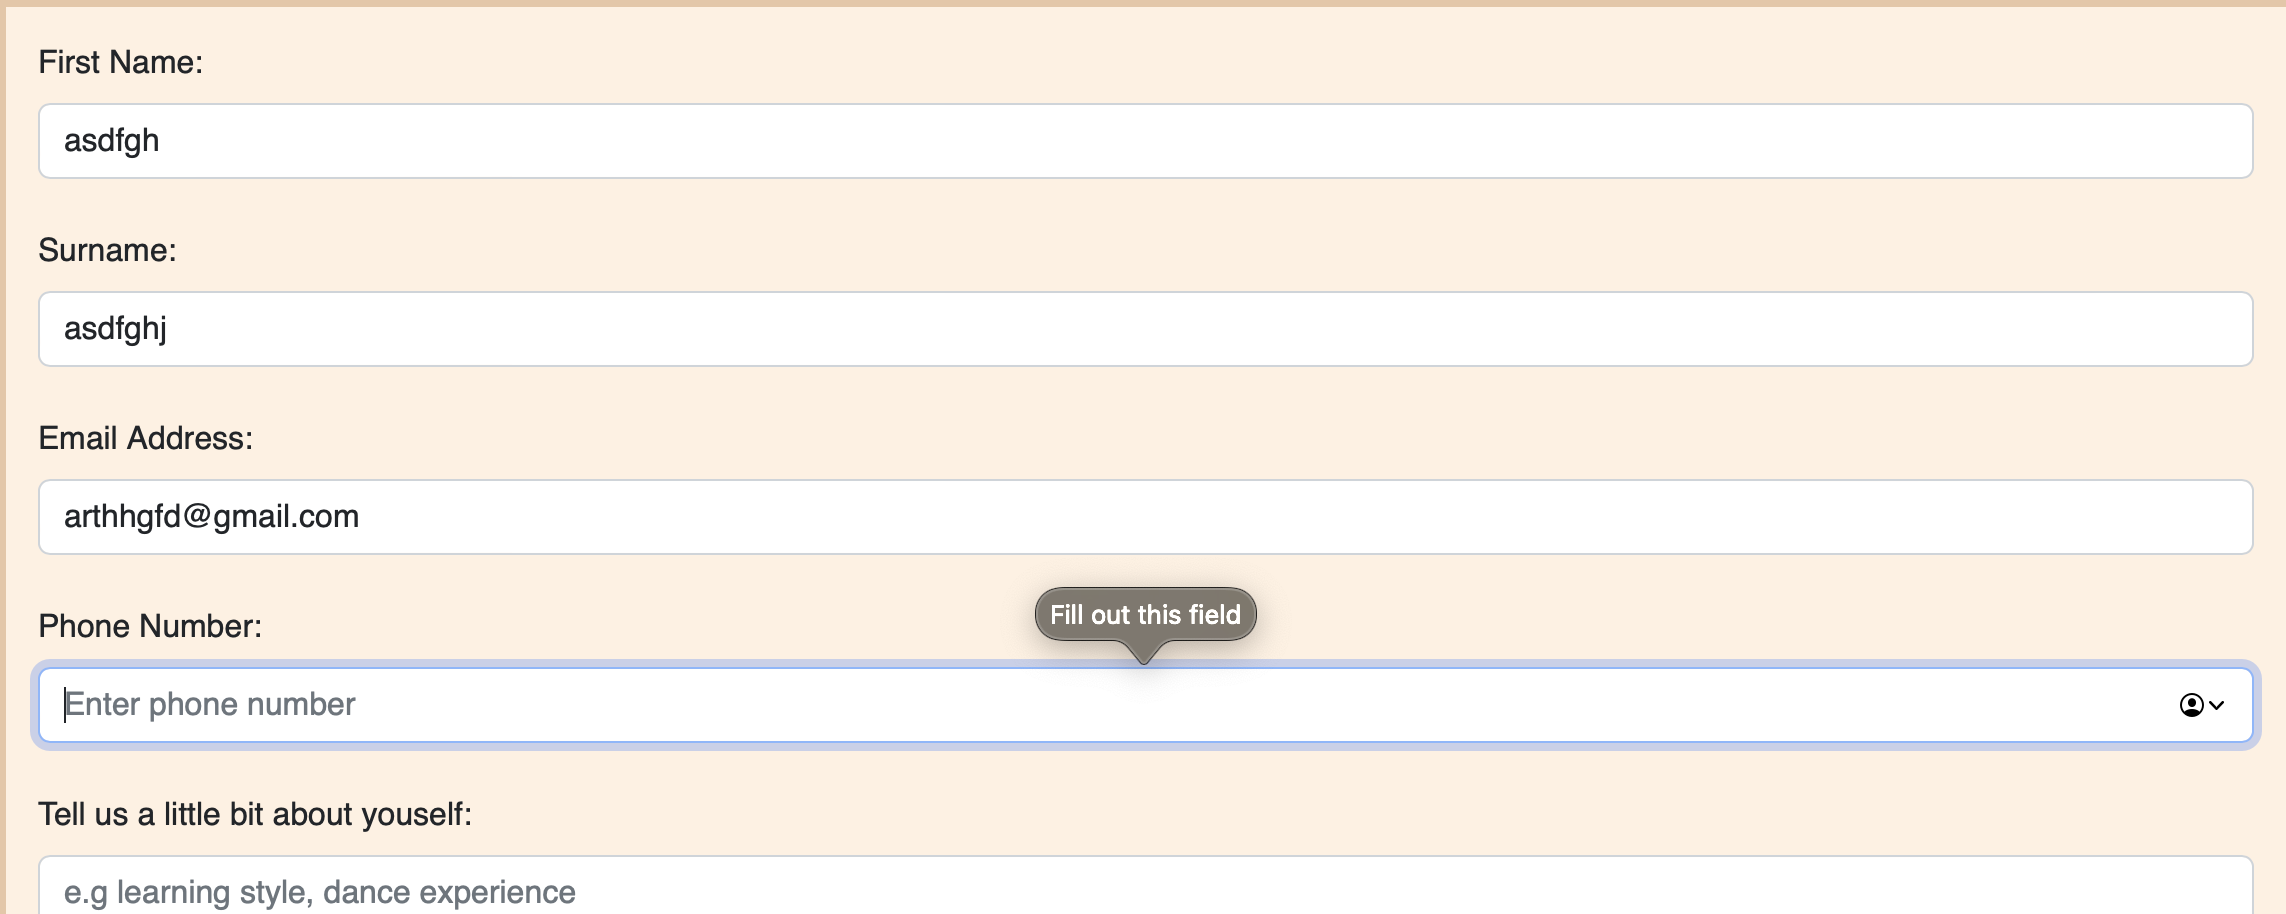 First Name:
asdfgh
Surname:
asdfghj
Email Address:
arthhgfd@gmail.com
Fill out this field
Phone Number:
Enter phone number
Tell us a little bit about youself:
e.g learning style, dance experience